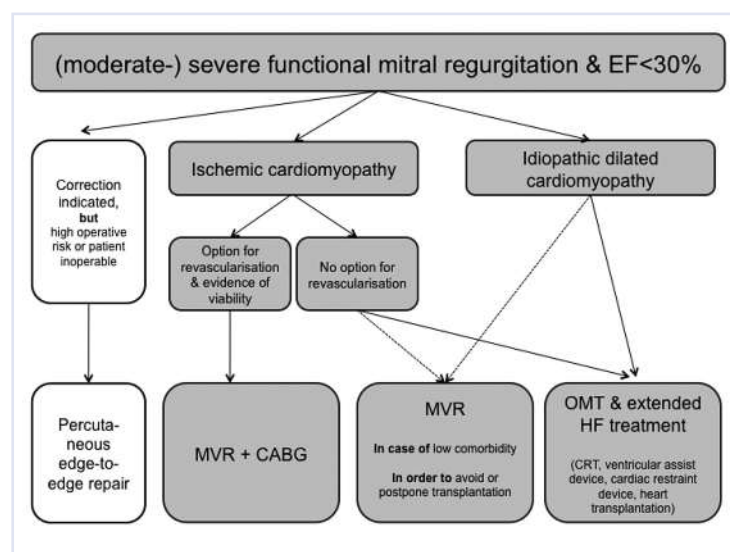 (moderate-) severe functional mitral regurgitation & EF<30%
Correction
indicated,
but
high operative
risk or patient
inoperable
Ischemic cardiomyopathy
Idiopathic dilated
cardiomyopathy
Option for
revascularisation
& evidence of
viability
No option for
revascularisation
Percuta-
neous
edge-to-
edge repair
MVR + CABG
MVR
In case of low comorbidity
In order to avoid or
postpone transplantation
OMT & extended
HF treatment
(CRT, ventricular assist
device, cardiac restraint
device, heart
transplantation)